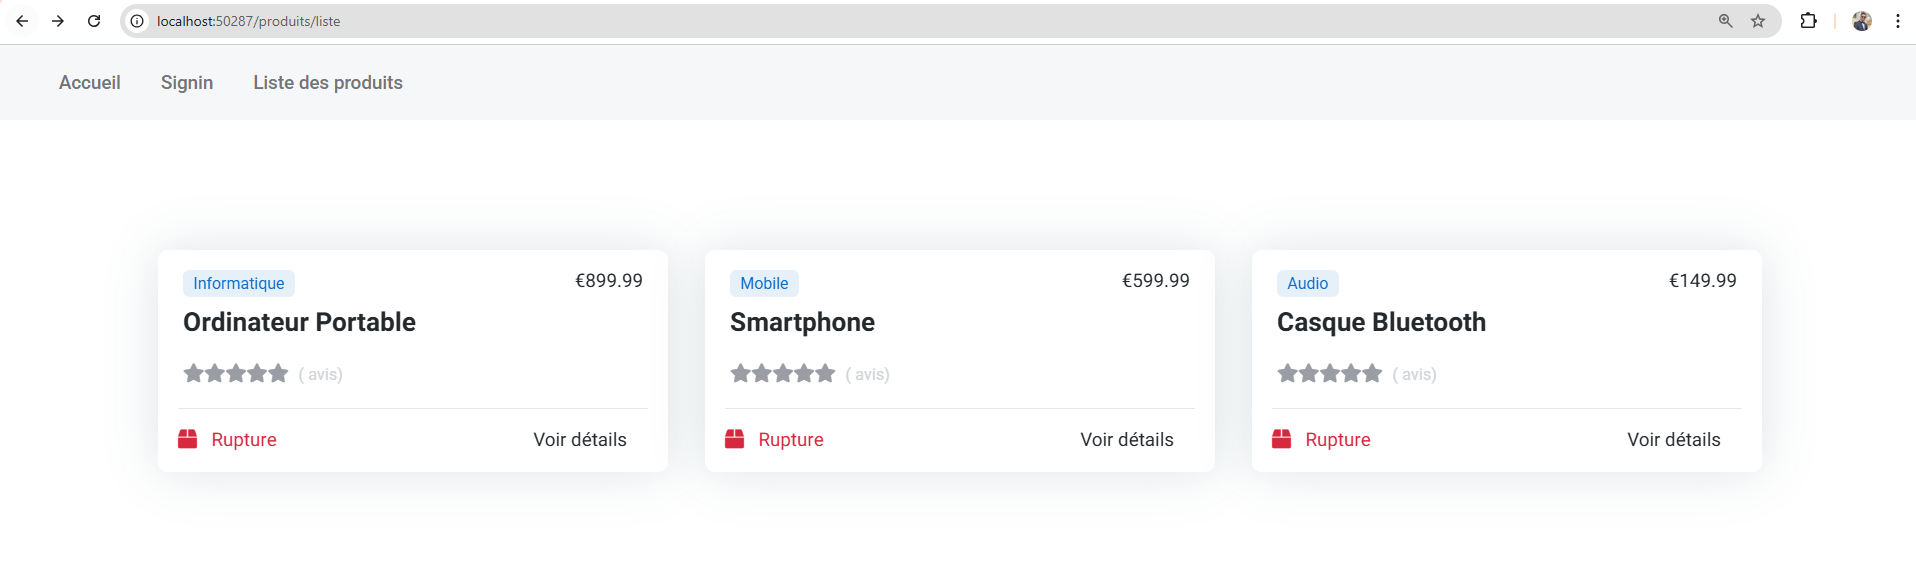 localhost:50287/produits/liste
Accueil Signin Liste des produits
Informatique €899.99
Ordinateur Portable
( avis)
Rupture Voir détails
Mobile €599.99
Smartphone
( avis)
Rupture Voir détails
Audio €149.99
Casque Bluetooth
( avis)
Rupture Voir détails